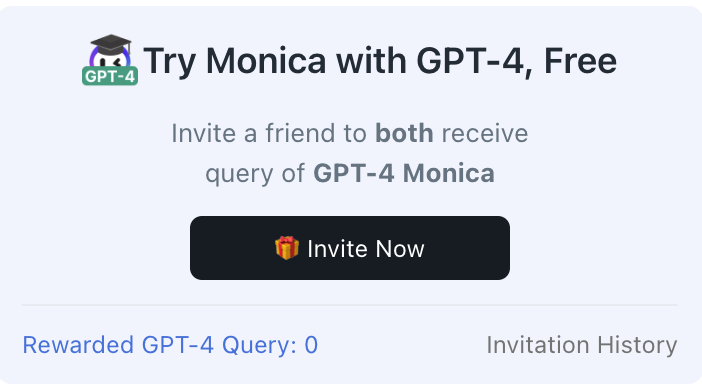 GPT-4 Try Monica with GPT-4, Free
Invite a friend to both receive
query of GPT-4 Monica
🎁 Invite Now
Rewarded GPT-4 Query: 0 Invitation History